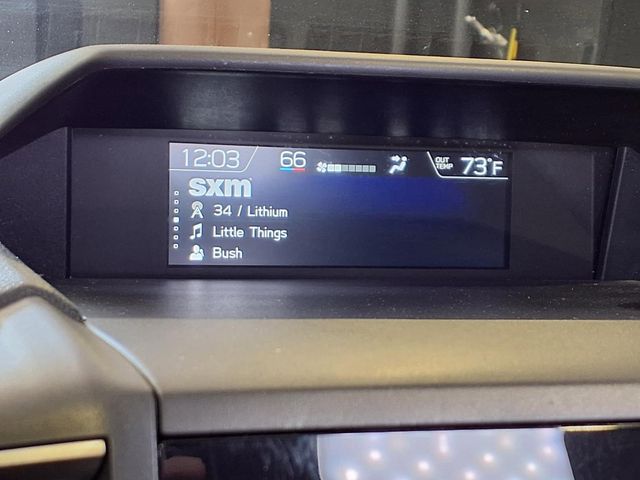 12:03 66 OUT TEMP 73°F
sxm
34 / Lithium
Little Things
Bush